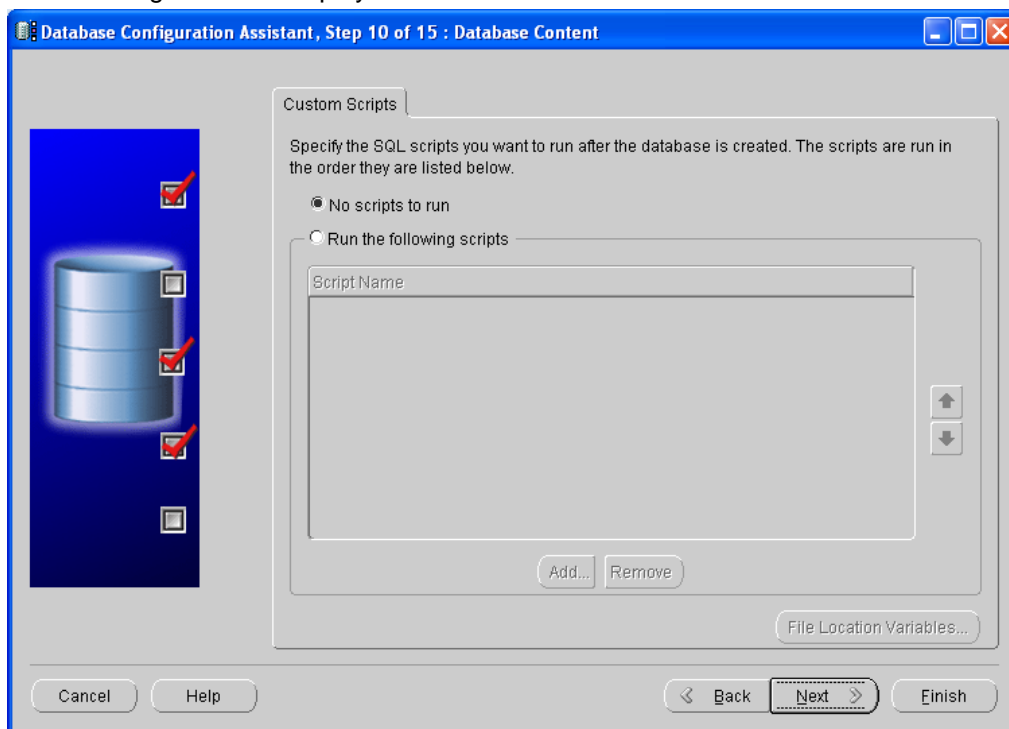 Database Configuration Assistant, Step 10 of 15 : Database Content
Custom Scripts
Specify the SQL scripts you want to run after the database is created. The scripts are run in
the order they are listed below.
No scripts to run
Run the following scripts
Script Name
Add... Remove
File Location Variables...
Cancel Help Back Next Finish